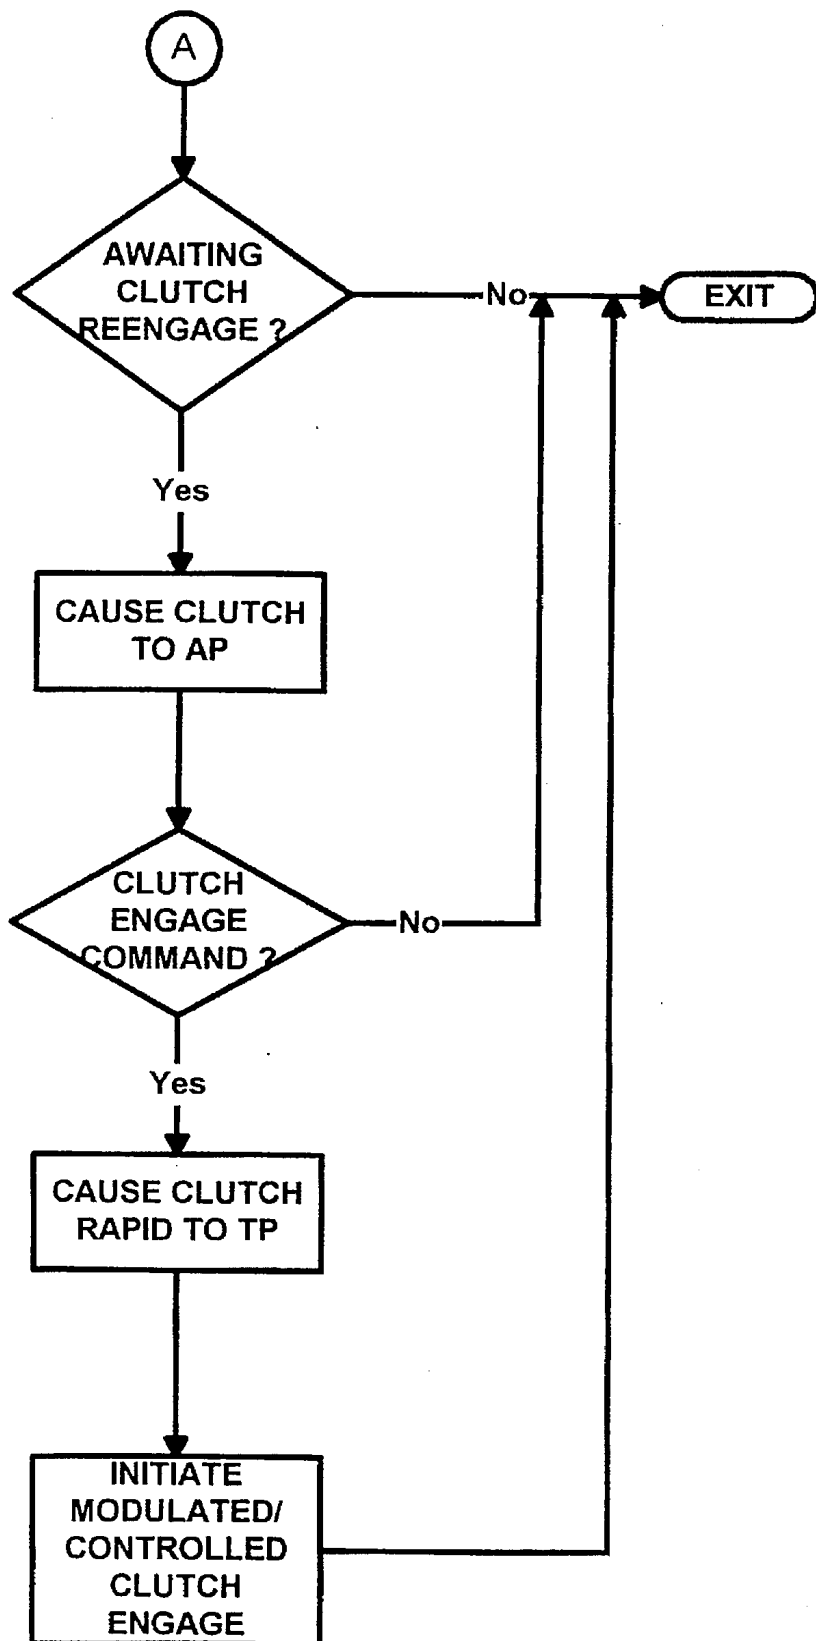 A
AWAITING
CLUTCH
REENGAGE ?
No
EXIT
Yes
CAUSE CLUTCH
TO AP
CLUTCH
ENGAGE
COMMAND ?
No
Yes
CAUSE CLUTCH
RAPID TO TP
INITIATE
MODULATED/
CONTROLLED
CLUTCH
ENGAGE